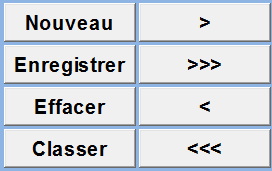 Nouveau >
Enregistrer >>>
Effacer <
Classer <<<